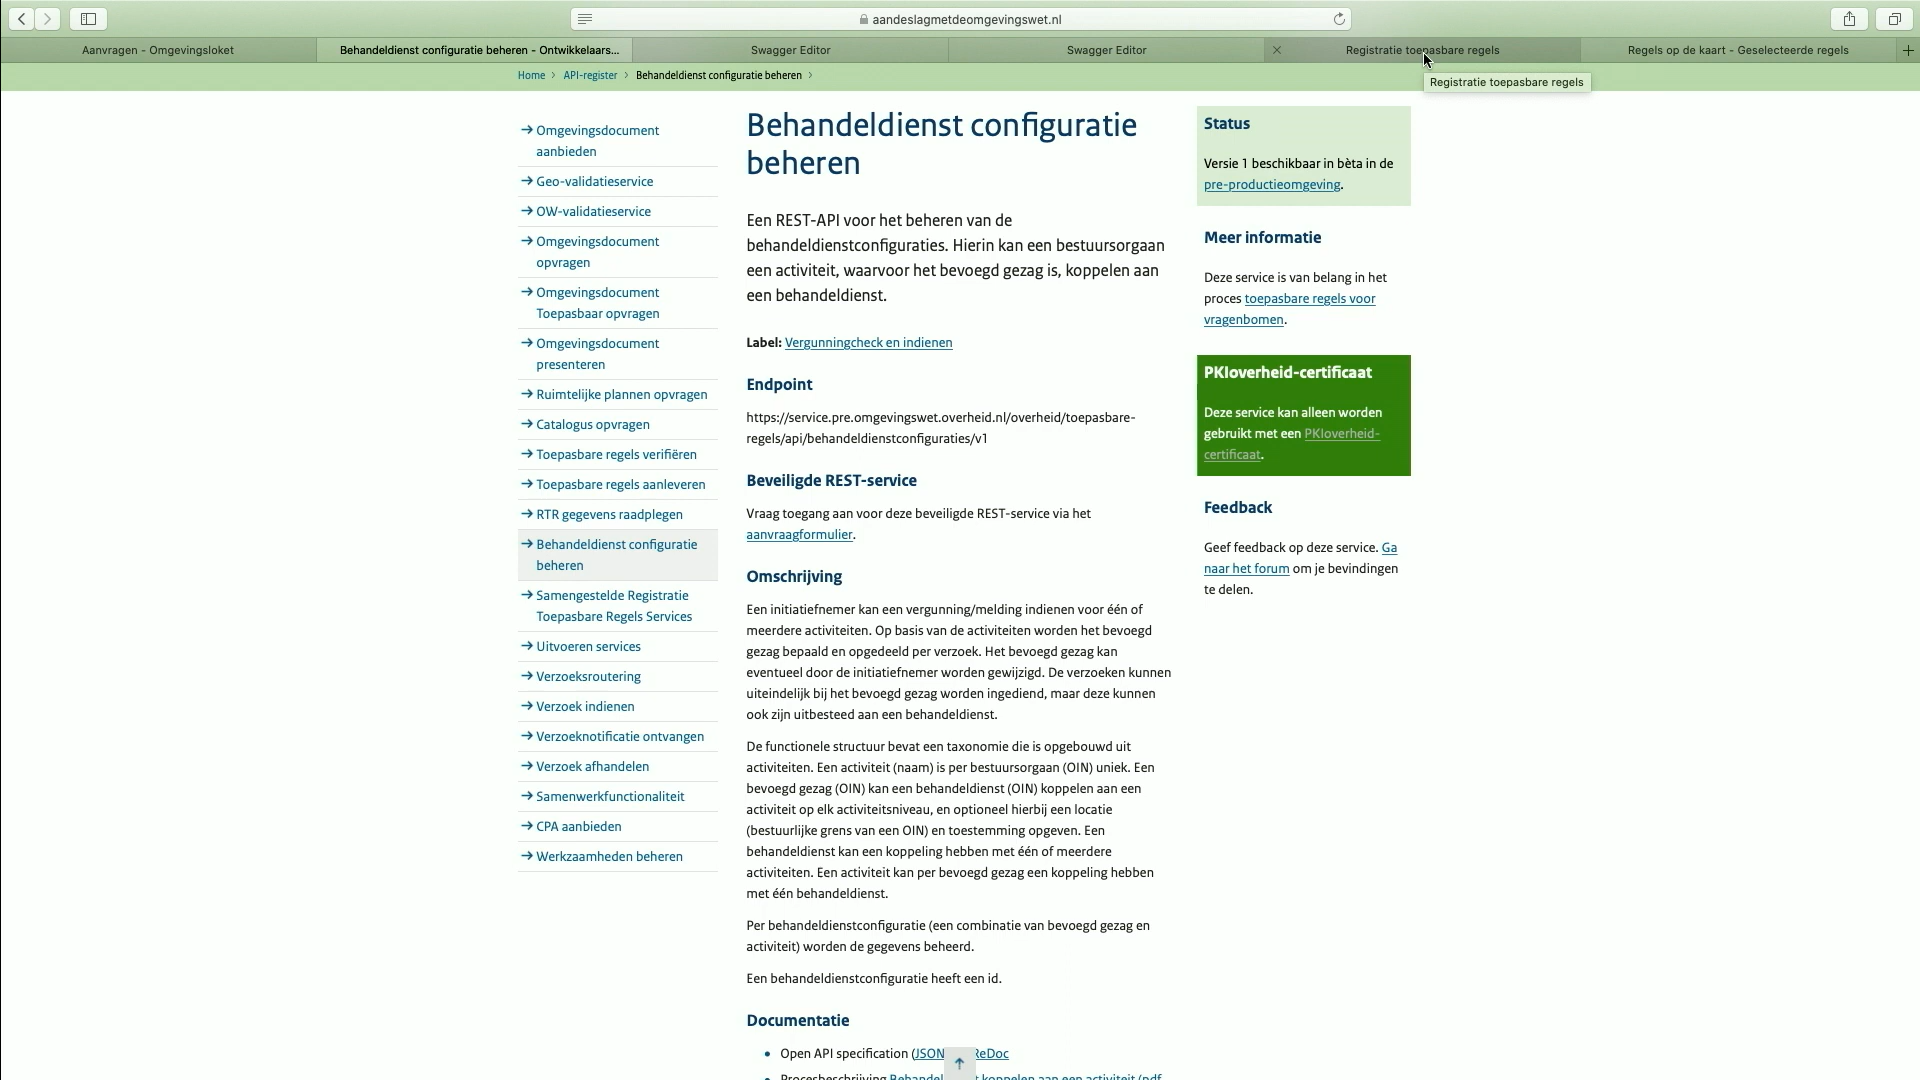 aandeslagmetdeomgevingswet.nl
Aanvragen - Omgevingsloket
Behandeldienst configuratie beheren - Ontwikkelaars...
Swagger Editor
Swagger Editor
Registratie toepasbare regels
Regels op de kaart - Geselecteerde regels
Registratie toepasbare regels
Home > API-register > Behandeldienst configuratie beheren >
→ Omgevingsdocument
aanbieden
→ Geo-validatieservice
→ OW-validatieservice
→ Omgevingsdocument
opvragen
→ Omgevingsdocument
Toepasbaar opvragen
→ Omgevingsdocument
presenteren
→ Ruimtelijke plannen opvragen
→ Catalogus opvragen
→ Toepasbare regels verifiëren
→ Toepasbare regels aanleveren
→ RTR gegevens raadplegen
→ Behandeldienst configuratie
beheren
→ Samengestelde Registratie
Toepasbare Regels Services
→ Uitvoeren services
→ Verzoeksroutering
→ Verzoek indienen
→ Verzoeknotificatie ontvangen
→ Verzoek afhandelen
→ Samenwerkfunctionaliteit
→ CPA aanbieden
→ Werkzaamheden beheren
Behandeldienst configuratie
beheren
Een REST-API voor het beheren van de
behandeldienstconfiguraties. Hierin kan een bestuursorgaan
een activiteit, waarvoor het bevoegd gezag is, koppelen aan
een behandeldienst.
Label: Vergunningcheck en indienen
Endpoint
https://service.pre.omgevingswet.overheid.nl/overheid/toepasbare-
regels/api/behandeldienstconfiguraties/v1
Beveiligde REST-service
Vraag toegang aan voor deze beveiligde REST-service via het
aanvraagformulier.
Omschrijving
Een initiatiefnemer kan een vergunning/melding indienen voor één of
meerdere activiteiten. Op basis van de activiteiten worden het bevoegd
gezag bepaald en opgedeeld per verzoek. Het bevoegd gezag kan
eventueel door de initiatiefnemer worden gewijzigd. De verzoeken kunnen
uiteindelijk bij het bevoegd gezag worden ingediend, maar deze kunnen
ook zijn uitbesteed aan een behandeldienst.
De functionele structuur bevat een taxonomie die is opgebouwd uit
activiteiten. Een activiteit (naam) is per bestuursorgaan (OIN) uniek. Een
bevoegd gezag (OIN) kan een behandeldienst (OIN) koppelen aan een
activiteit op elk activiteitsniveau, en optioneel hierbij een locatie
(bestuurlijke grens van een OIN) en toestemming opgeven. Een
behandeldienst kan een koppeling hebben met één of meerdere
activiteiten. Een activiteit kan per bevoegd gezag een koppeling hebben
met één behandeldienst.
Per behandeldienstconfiguratie (een combinatie van bevoegd gezag en
activiteit) worden de gegevens beheerd.
Een behandeldienstconfiguratie heeft een id.
Documentatie
• Open API specification (JSON ReDoc
• Procesbeschrijving koppelen aan een activiteit (pdf,
Status
Versie 1 beschikbaar in bèta in de
pre-productieomgeving.
Meer informatie
Deze service is van belang in het
proces toepasbare regels voor
vragenbomen.
PKIoverheid-certificaat
Deze service kan alleen worden
gebruikt met een PKIoverheid-
certificaat.
Feedback
Geef feedback op deze service. Ga
naar het forum om je bevindingen
te delen.